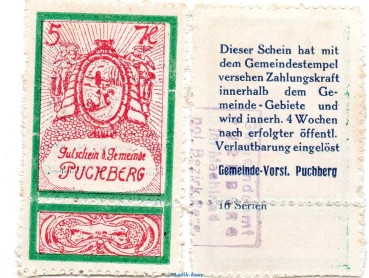 5 7e
Gutschein d. Gemeinde
PUCHBERG
Dieser Schein hat mit
dem Gemeindestempel
versehen Zahlungskraft
innerhalb dem Ge-
meinde-Gebiete und
wird innerh. 4 Wochen
nach erfolgter öffentl.
Verlautbarung eingelöst
Gemeinde-Vorst. Puchberg
16 Serien